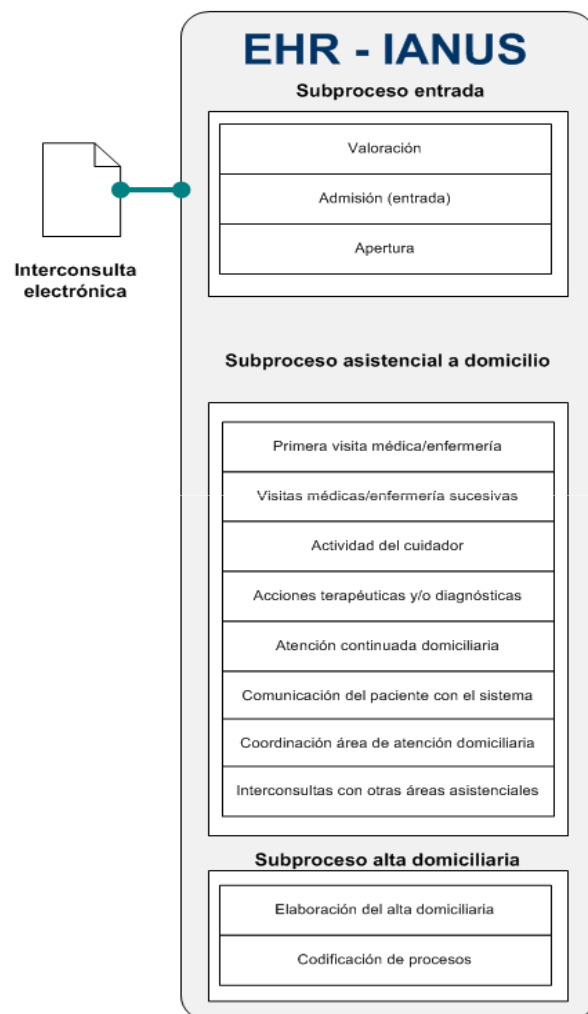 EHR - IANUS
Subproceso entrada
Valoración
Admisión (entrada)
Apertura
Interconsulta
electrónica
Subproceso asistencial a domicilio
Primera visita médica/enfermería
Visitas médicas/enfermería sucesivas
Actividad del cuidador
Acciones terapéuticas y/o diagnósticas
Atención continuada domiciliaria
Comunicación del paciente con el sistema
Coordinación área de atención domiciliaria
Interconsultas con otras áreas asistenciales
Subproceso alta domiciliaria
Elaboración del alta domiciliaria
Codificación de procesos